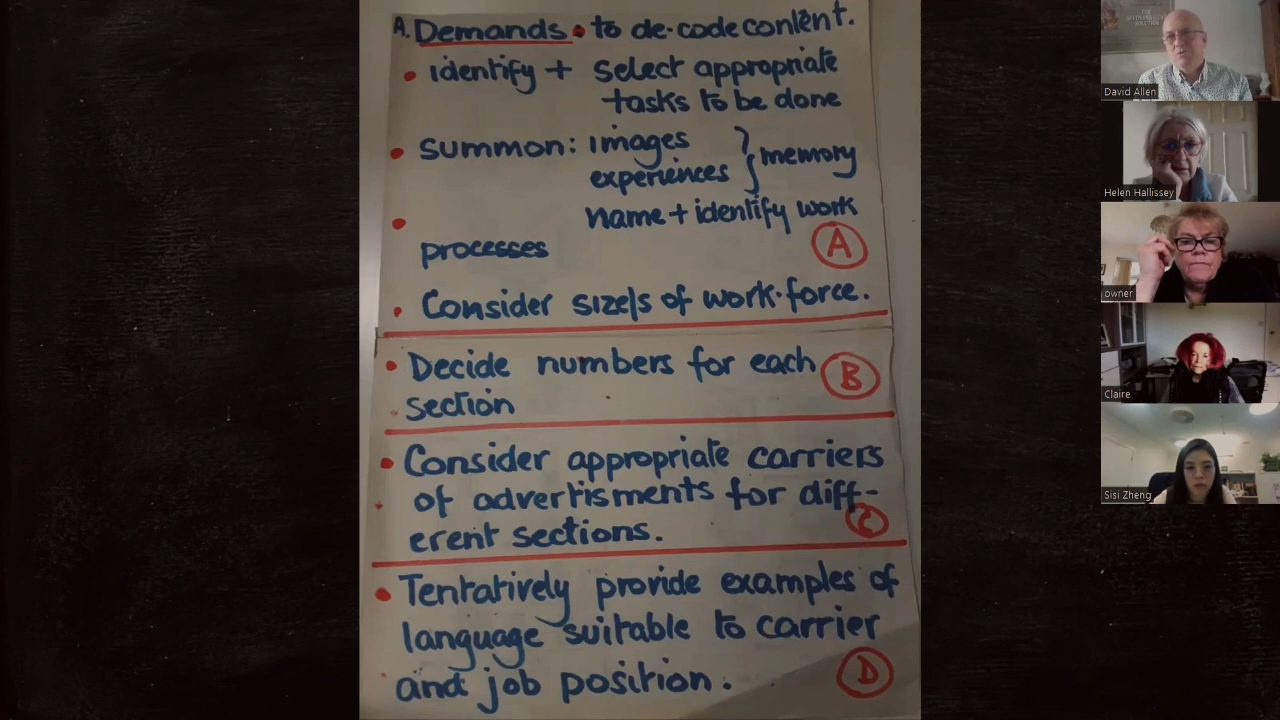 A. Demands • to de-code content.
• identify + select appropriate
tasks to be done
• summon: images
experiences } memory
• name + identify work
processes
A
• Consider size/s of work-force.
• Decide numbers for each
section
B
• Consider appropriate carriers
of advertisments for diff-
erent sections.
C
• Tentatively provide examples of
language suitable to carrier
and job position.
D
David Allen
Helen Hallissey
owner
Claire
Sisi Zheng